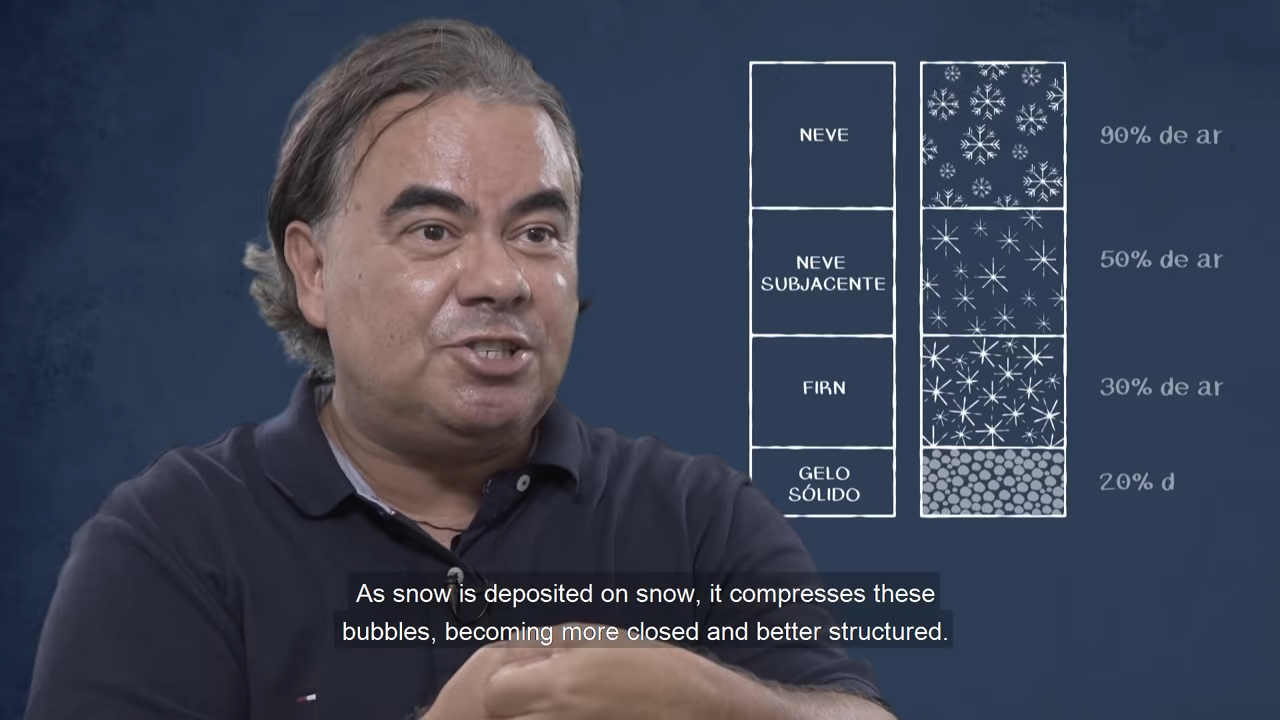 NEVE
90% de ar
NEVE
SUBJACENTE
50% de ar
FIRN
30% de ar
GELO
SÓLIDO
20% d
As snow is deposited on snow, it compresses these
bubbles, becoming more closed and better structured.